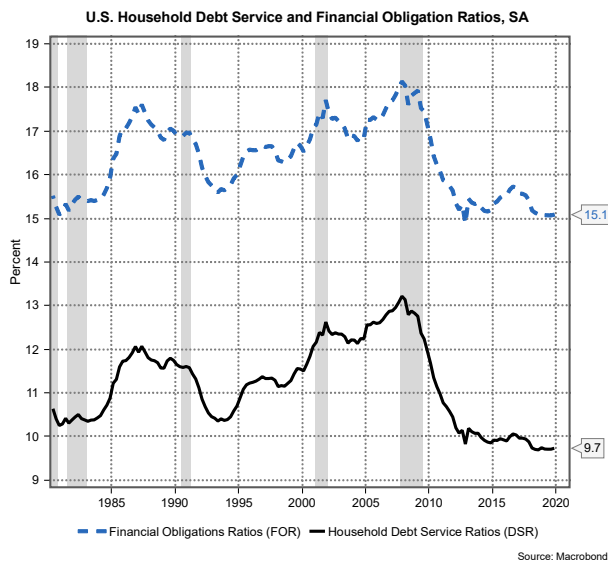 U.S. Household Debt Service and Financial Obligation Ratios, SA
Percent
19
18
17
16
15
14
13
12
11
10
9
15.1
9.7
1985 1990 1995 2000 2005 2010 2015 2020
Financial Obligations Ratios (FOR) Household Debt Service Ratios (DSR)
Source: Macrobond